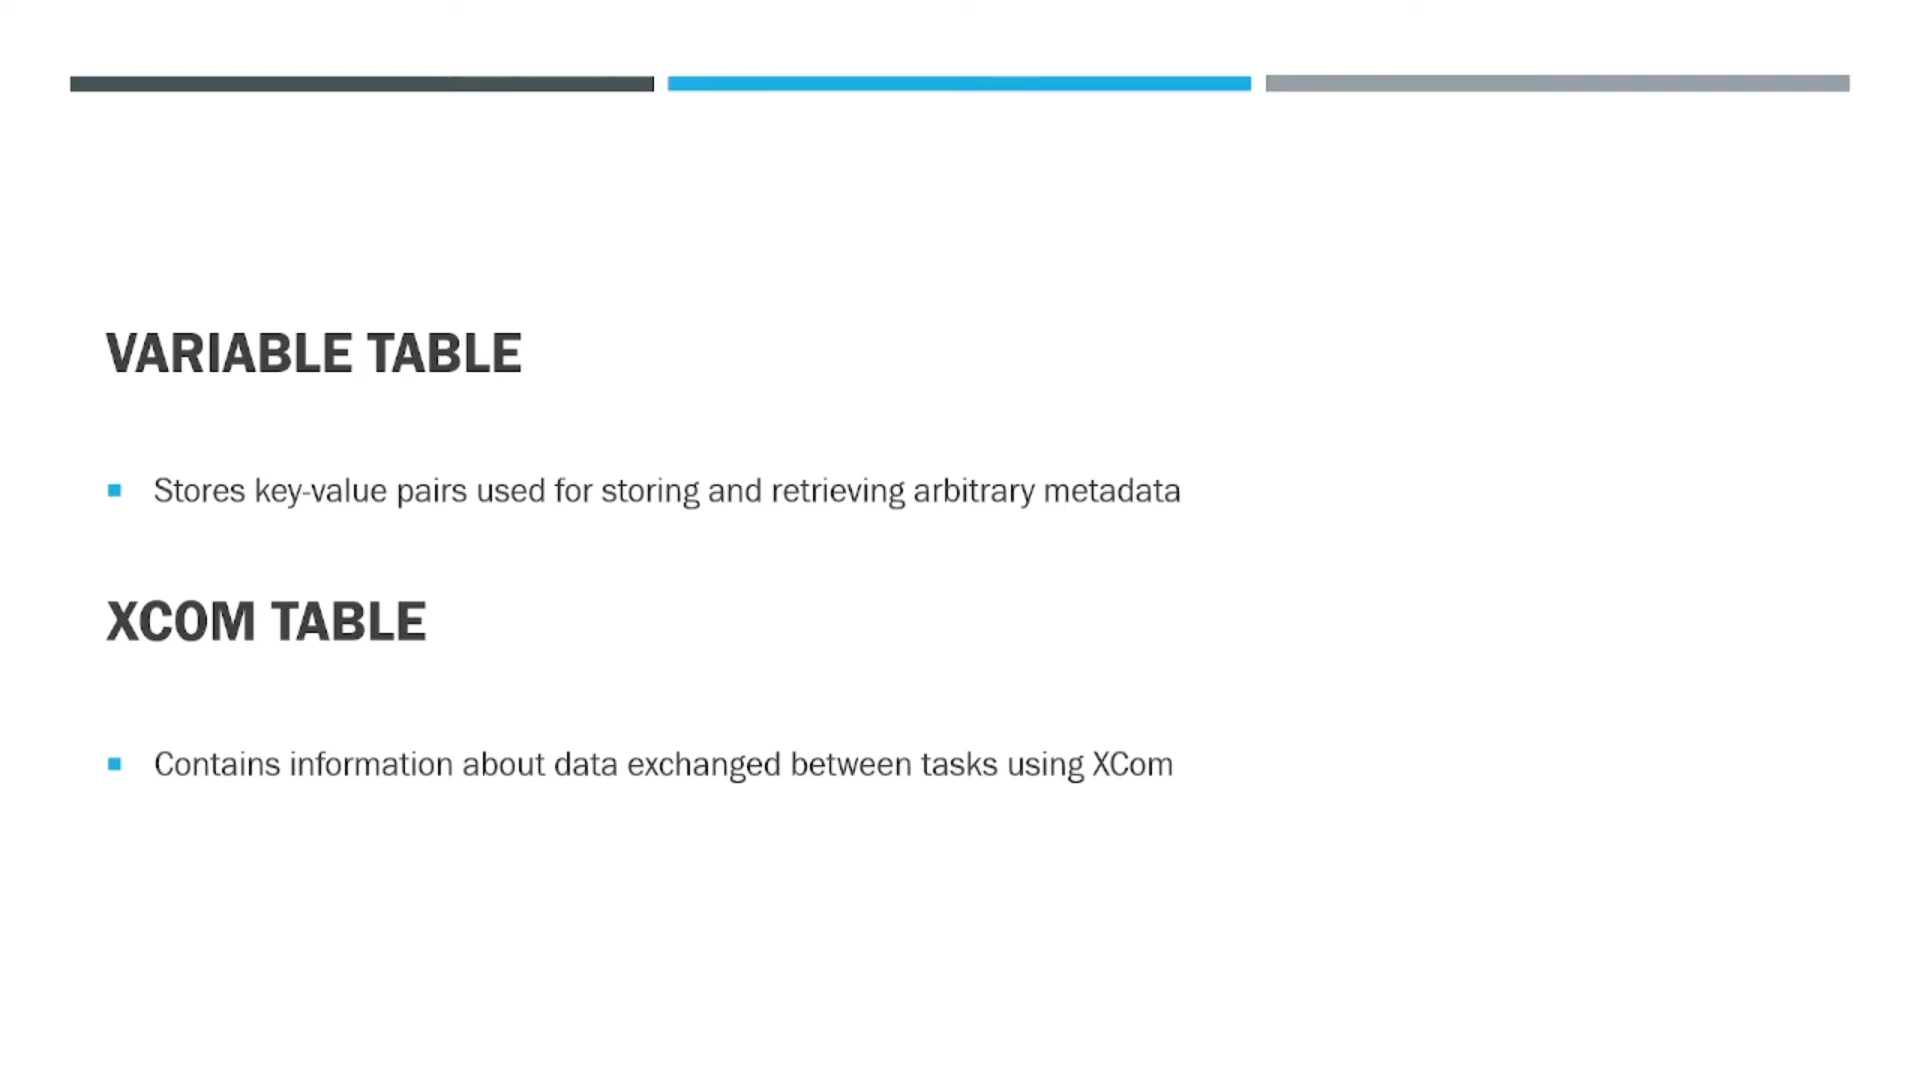 VARIABLE TABLE
Stores key-value pairs used for storing and retrieving arbitrary metadata
XCOM TABLE
Contains information about data exchanged between tasks using XCom